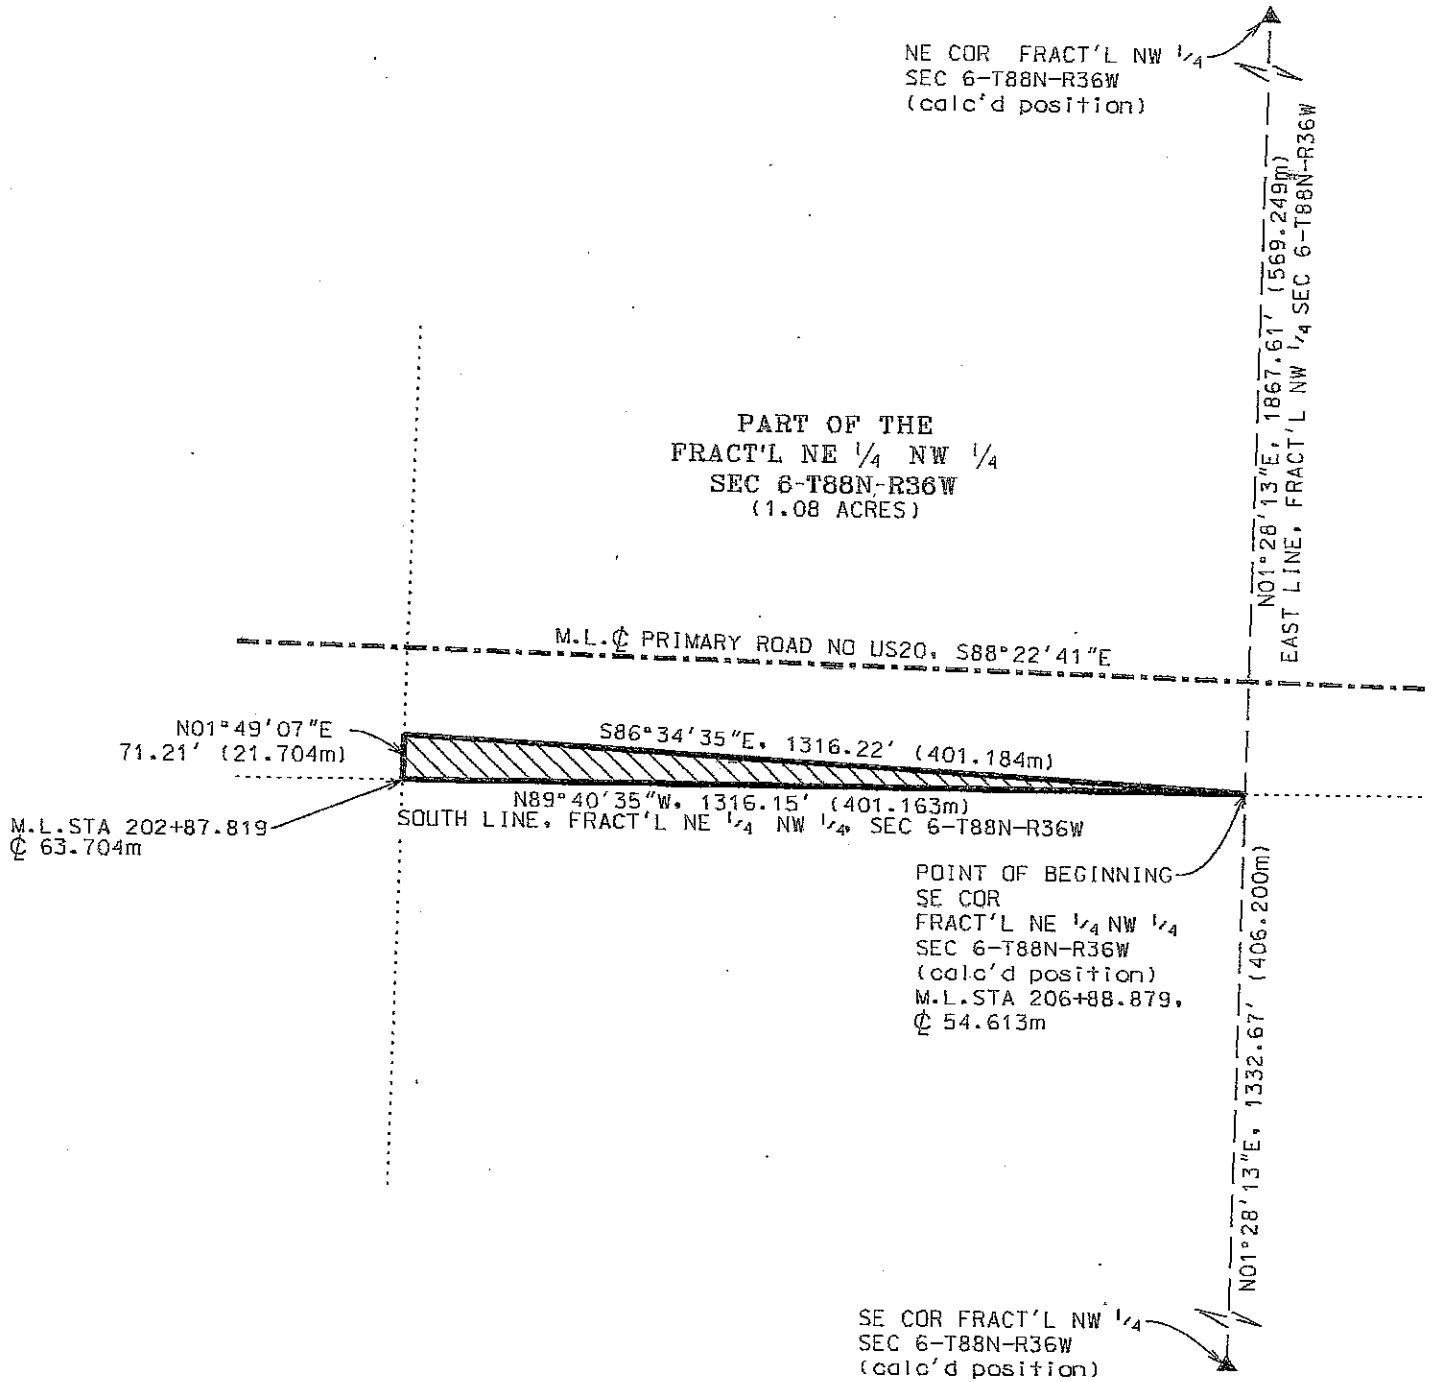 NE COR FRACT'L NW 1/4
SEC 6-T88N-R36W
(calc'd position)
N01°28'13"E, 1867.61' (569.249m)
EAST LINE, FRACT'L NW 1/4 SEC 6-T88N-R36W
PART OF THE
FRACT'L NE 1/4 NW 1/4
SEC 6-T88N-R36W
(1.08 ACRES)
M.L.℄ PRIMARY ROAD NO US20, S88°22'41"E
N01°49'07"E
71.21' (21.704m)
S86°34'35"E, 1316.22' (401.184m)
N89°40'35"W, 1316.15' (401.163m)
SOUTH LINE, FRACT'L NE 1/4 NW 1/4, SEC 6-T88N-R36W
M.L.STA 202+87.819
℄ 63.704m
POINT OF BEGINNING
SE COR
FRACT'L NE 1/4 NW 1/4
SEC 6-T88N-R36W
(calc'd position)
M.L.STA 206+88.879,
℄ 54.613m
N01°28'13"E, 1332.67' (406.200m)
SE COR FRACT'L NW 1/4
SEC 6-T88N-R36W
(calc'd position)